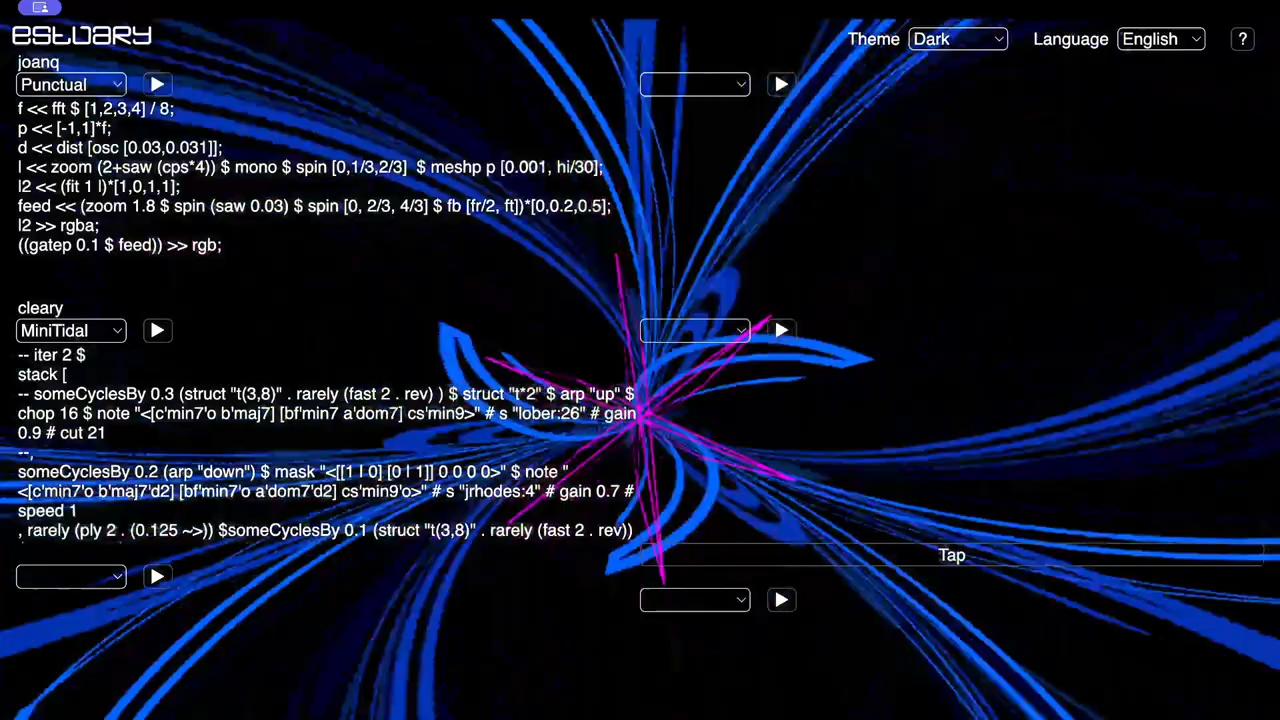 estuary
Theme Dark Language English ?
joanq
Punctual
f << fft $ [1,2,3,4] / 8;
p << [-1,1]*f;
d << dist [osc [0.03,0.031]];
l << zoom (2+saw (cps*4)) $ mono $ spin [0,1/3,2/3]  $ meshp p [0.001, hi/30];
l2 << (fit 1 l)*[1,0,1,1];
feed << (zoom 1.8 $ spin (saw 0.03) $ spin [0, 2/3, 4/3] $ fb [fr/2, ft])*[0,0.2,0.5];
l2 >> rgba;
((gatep 0.1 $ feed)) >> rgb;
cleary
MiniTidal
-- iter 2 $
stack [
-- someCyclesBy 0.3 (struct "t(3,8)" . rarely (fast 2 . rev) ) $ struct "t*2" $ arp "up" $
chop 16 $ note "<[c'min7'o b'maj7] [bf'min7 a'dom7] cs'min9>" # s "lober:26" # gain
0.9 # cut 21
--,
someCyclesBy 0.2 (arp "down") $ mask "<[[1 | 0] [0 | 1]] 0 0 0 0>" $ note "
<[c'min7'o b'maj7'd2] [bf'min7'o a'dom7'd2] cs'min9'o>" # s "jrhodes:4" # gain 0.7 #
speed 1
, rarely (ply 2 . (0.125 ~>)) $someCyclesBy 0.1 (struct "t(3,8)" . rarely (fast 2 . rev))
Tap